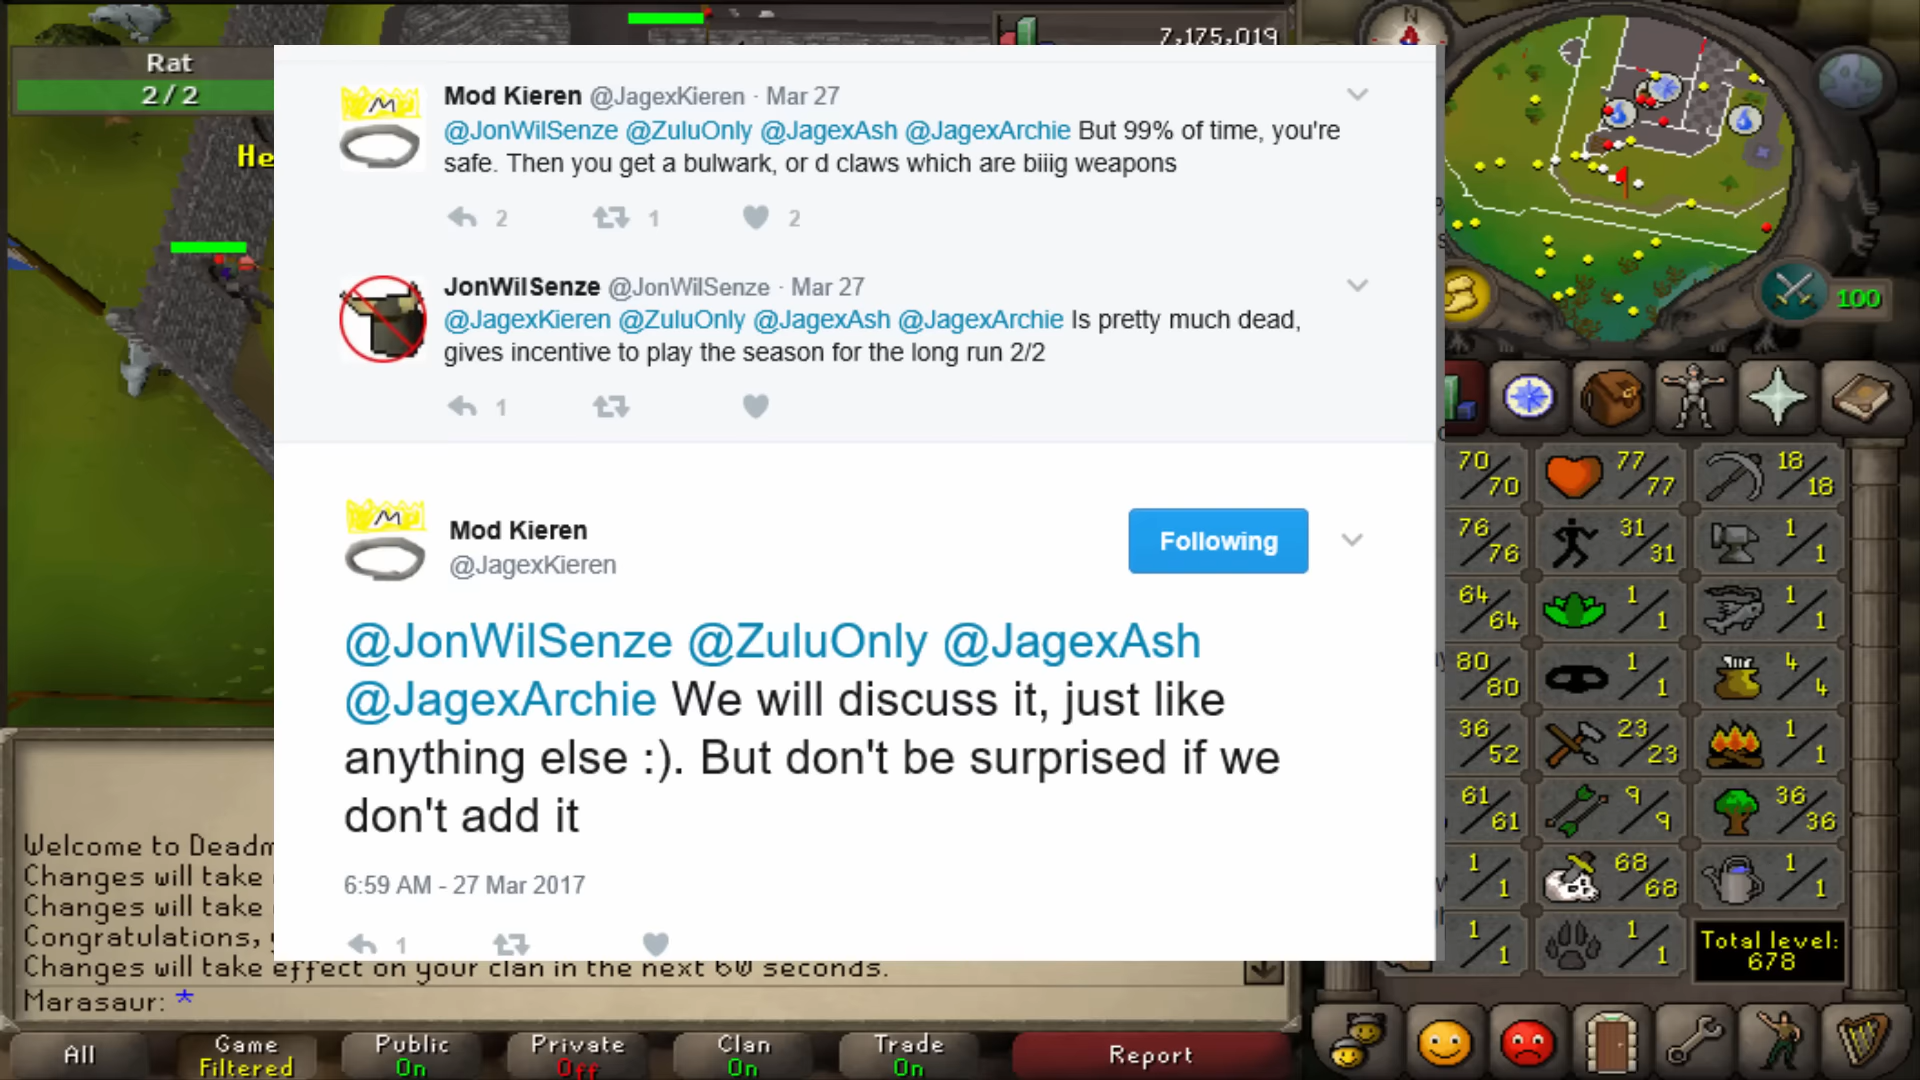 Rat
2/2
He
7,175,019
N
100
Mod Kieren @JagexKieren · Mar 27
@JonWilSenze @ZuluOnly @JagexAsh @JagexArchie But 99% of time, you're
safe. Then you get a bulwark, or d claws which are biiig weapons
2 1 2
JonWilSenze @JonWilSenze · Mar 27
@JagexKieren @ZuluOnly @JagexAsh @JagexArchie Is pretty much dead,
gives incentive to play the season for the long run 2/2
1
M
Mod Kieren
@JagexKieren
Following
@JonWilSenze @ZuluOnly @JagexAsh
@JagexArchie We will discuss it, just like
anything else :). But don't be surprised if we
don't add it
6:59 AM - 27 Mar 2017
1
70/70 77/77 18/18
76/76 31/31 1/1
64/64 1/1 1/1
80/80 1/1 4/4
36/52 23/23 1/1
61/61 9/9 36/36
1/1 68/68 1/1
1/1 1/1
Total level:
678
Welcome to Deadm
Changes will take
Changes will take
Congratulations,
Changes will take effect on your clan in the next 60 seconds.
Marasaur: *
All
Game
Filtered
Public
On
Private
Off
Clan
On
Trade
On
Report